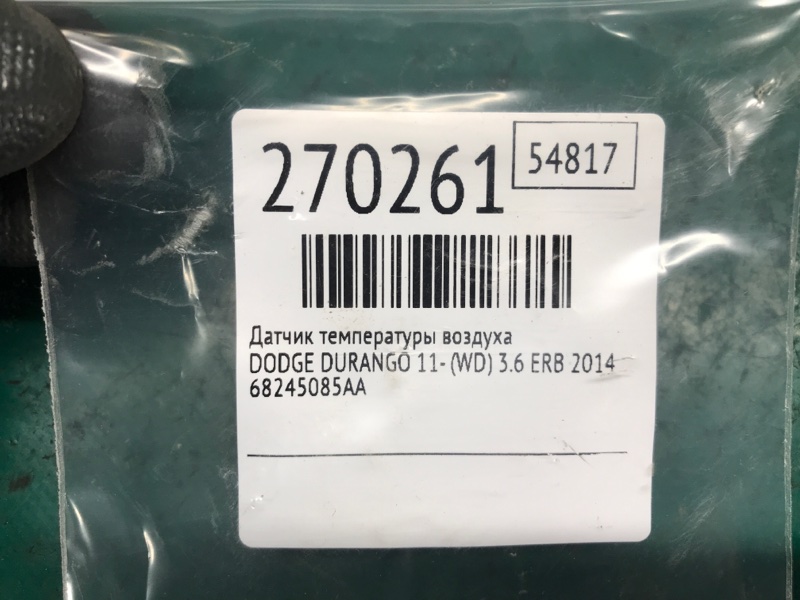 270261
54817
Датчик температуры воздуха
DODGE DURANGO 11- (WD) 3.6 ERB 2014
68245085AA